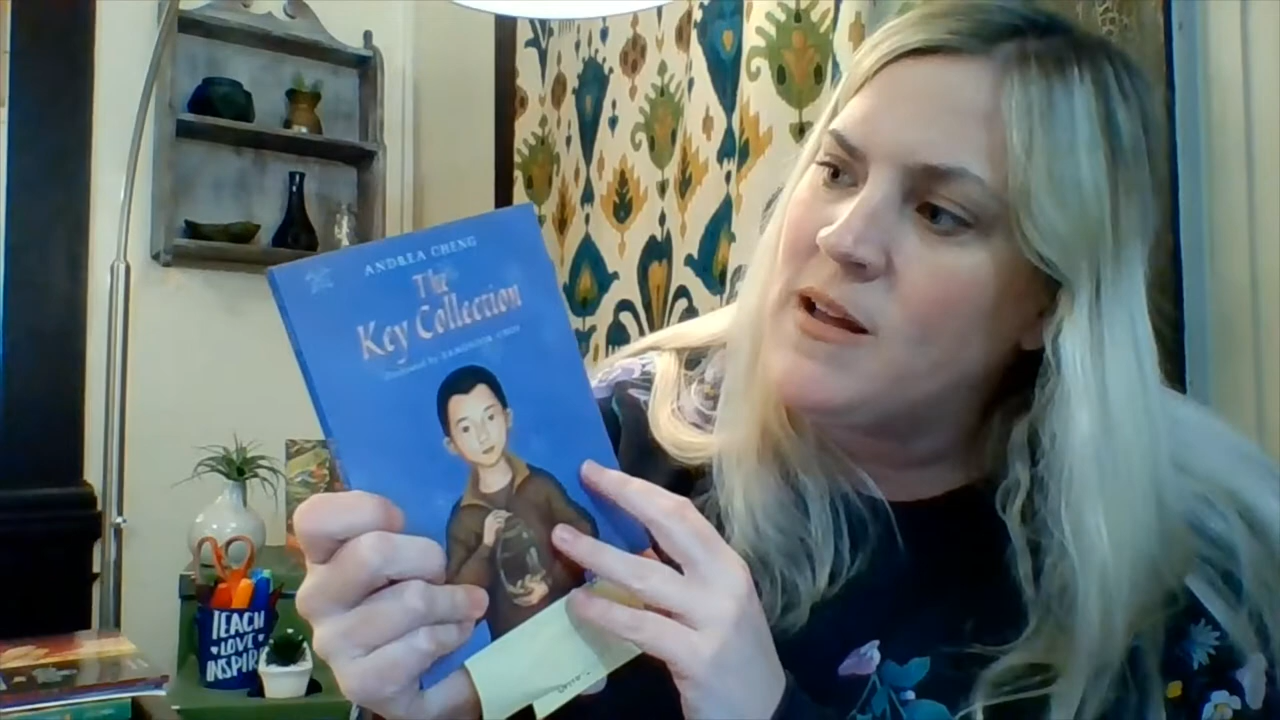 ANDREA CHENG
The
Key Collection
TEACH
LOVE
INSPIRE